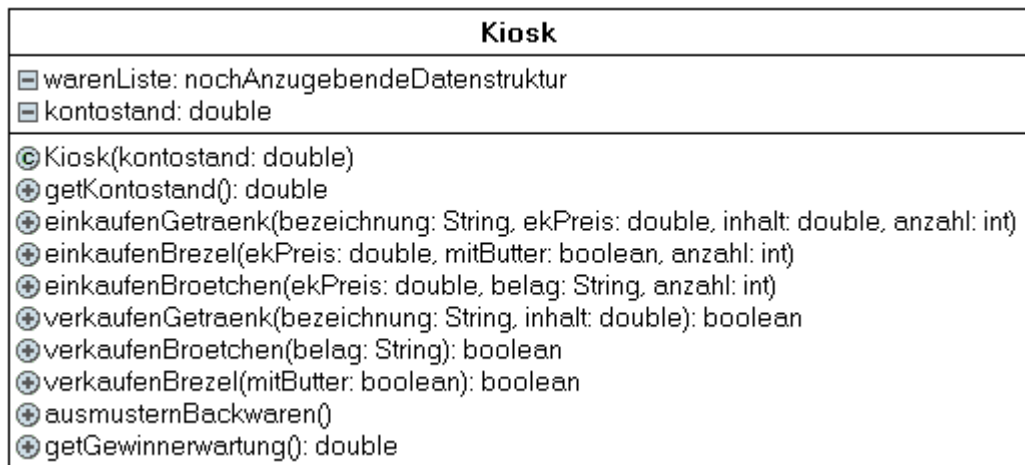 Kiosk
warenListe: nochAnzugebendeDatenstruktur
kontostand: double
Kiosk(kontostand: double)
getKontostand(): double
einkaufenGetraenk(bezeichnung: String, ekPreis: double, inhalt: double, anzahl: int)
einkaufenBrezel(ekPreis: double, mitButter: boolean, anzahl: int)
einkaufenBroetchen(ekPreis: double, belag: String, anzahl: int)
verkaufenGetraenk(bezeichnung: String, inhalt: double): boolean
verkaufenBroetchen(belag: String): boolean
verkaufenBrezel(mitButter: boolean): boolean
ausmusternBackwaren()
getGewinnerwartung(): double